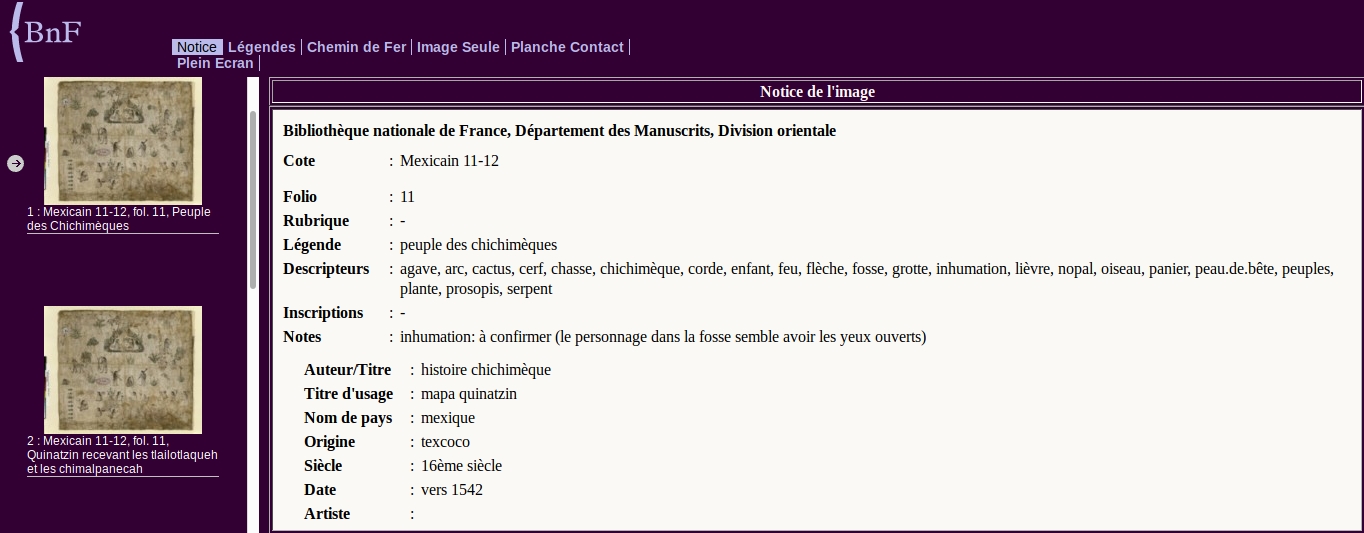 BnF
Notice Légendes Chemin de Fer Image Seule Planche Contact
Plein Ecran
1 : Mexicain 11-12, fol. 11, Peuple
des Chichimèques
2 : Mexicain 11-12, fol. 11,
Quinatzin recevant les tlailotlaqueh
et les chimalpanecah
Notice de l'image
Bibliothèque nationale de France, Département des Manuscrits, Division orientale
Cote : Mexicain 11-12
Folio : 11
Rubrique : -
Légende : peuple des chichimèques
Descripteurs : agave, arc, cactus, cerf, chasse, chichimèque, corde, enfant, feu, flèche, fosse, grotte, inhumation, lièvre, nopal, oiseau, panier, peau.de.bête, peuples,
plante, prosopis, serpent
Inscriptions : -
Notes : inhumation: à confirmer (le personnage dans la fosse semble avoir les yeux ouverts)
Auteur/Titre : histoire chichimèque
Titre d'usage : mapa quinatzin
Nom de pays : mexique
Origine : texcoco
Siècle : 16ème siècle
Date : vers 1542
Artiste :